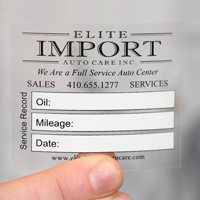 ELITE
IMPORT
AUTO CARE INC.
We Are a Full Service Auto Center
SALES 410.655.1277 SERVICES
Service Record
Oil:
Mileage:
Date: